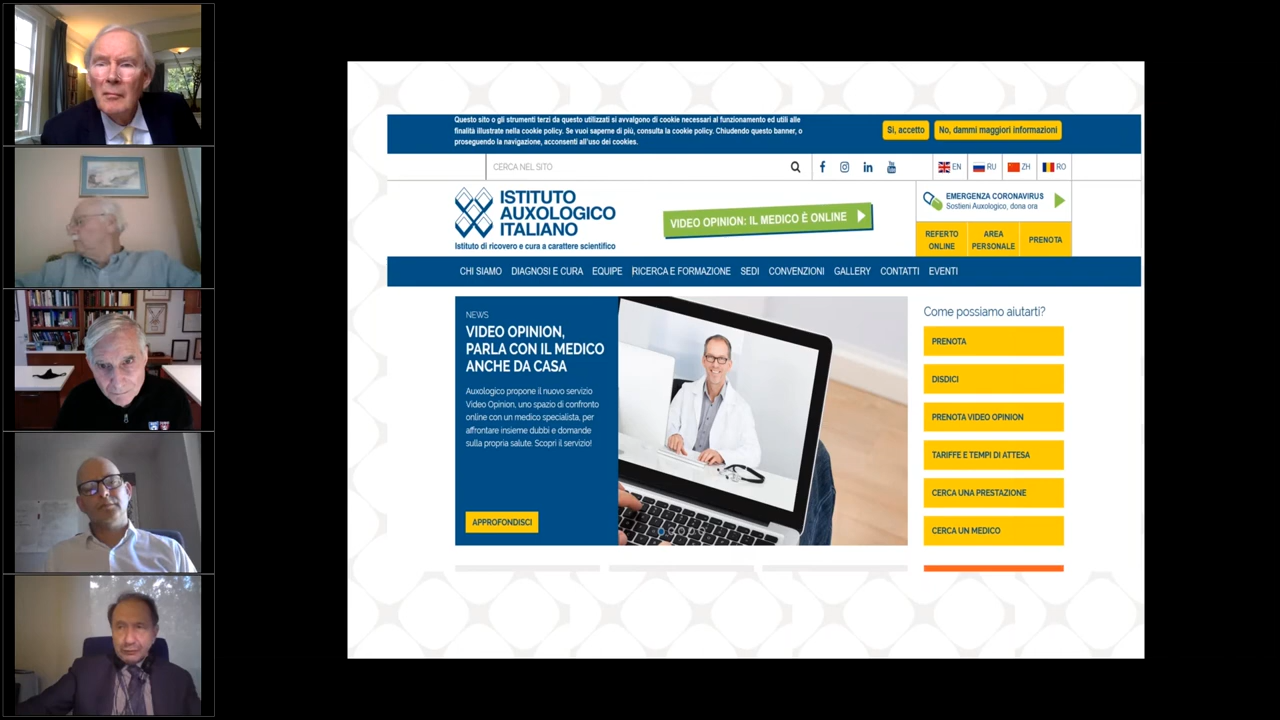 Questo sito o gli strumenti terzi da questo utilizzati si avvalgono di cookie necessari al funzionamento ed utili alle
finalità illustrate nella cookie policy. Se vuoi saperne di più, consulta la cookie policy. Chiudendo questo banner, o
proseguendo la navigazione, acconsenti all'uso dei cookies.
Si, accetto
No, dammi maggiori informazioni
CERCA NEL SITO
EN
RU
ZH
RO
ISTITUTO
AUXOLOGICO
ITALIANO
Istituto di ricovero e cura a carattere scientifico
VIDEO OPINION: IL MEDICO È ONLINE
EMERGENZA CORONAVIRUS
Sostieni Auxologico, dona ora
REFERTO
ONLINE
AREA
PERSONALE
PRENOTA
CHI SIAMO DIAGNOSI E CURA EQUIPE RICERCA E FORMAZIONE SEDI CONVENZIONI GALLERY CONTATTI EVENTI
NEWS
VIDEO OPINION,
PARLA CON IL MEDICO
ANCHE DA CASA
Auxologico propone il nuovo servizio
Video Opinion, uno spazio di confronto
online con un medico specialista, per
affrontare insieme dubbi e domande
sulla propria salute. Scopri il servizio!
APPROFONDISCI
Come possiamo aiutarti?
PRENOTA
DISDICI
PRENOTA VIDEO OPINION
TARIFFE E TEMPI DI ATTESA
CERCA UNA PRESTAZIONE
CERCA UN MEDICO